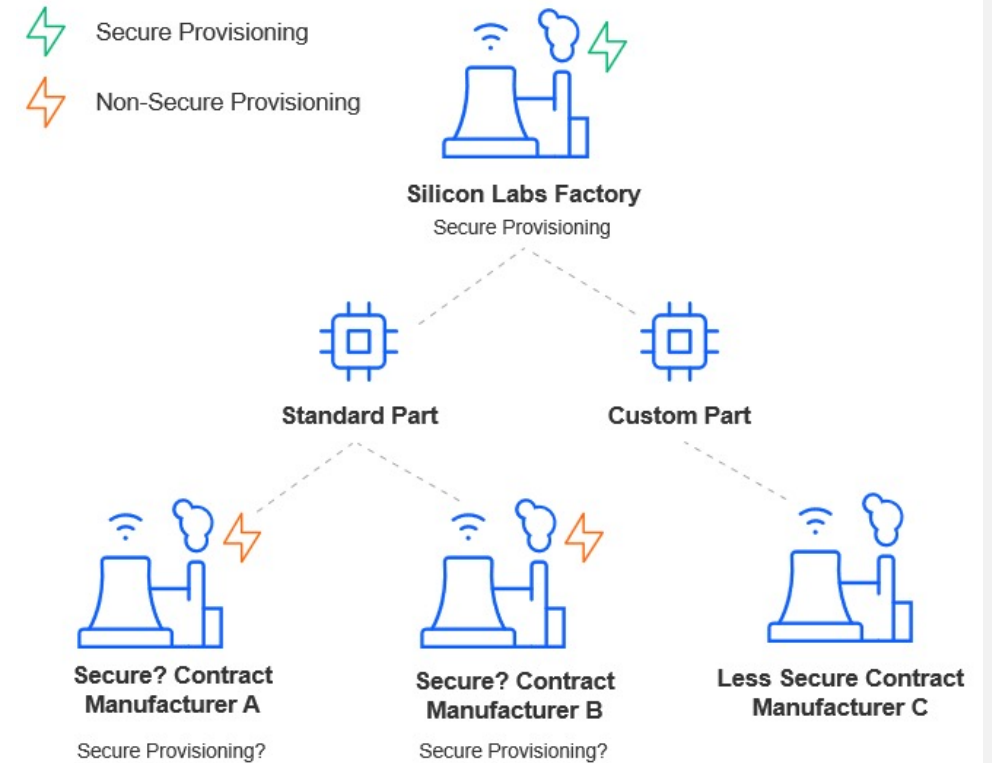 Secure Provisioning
Non-Secure Provisioning
Silicon Labs Factory
Secure Provisioning
Standard Part
Custom Part
Secure? Contract
Manufacturer A
Secure Provisioning?
Secure? Contract
Manufacturer B
Secure Provisioning?
Less Secure Contract
Manufacturer C